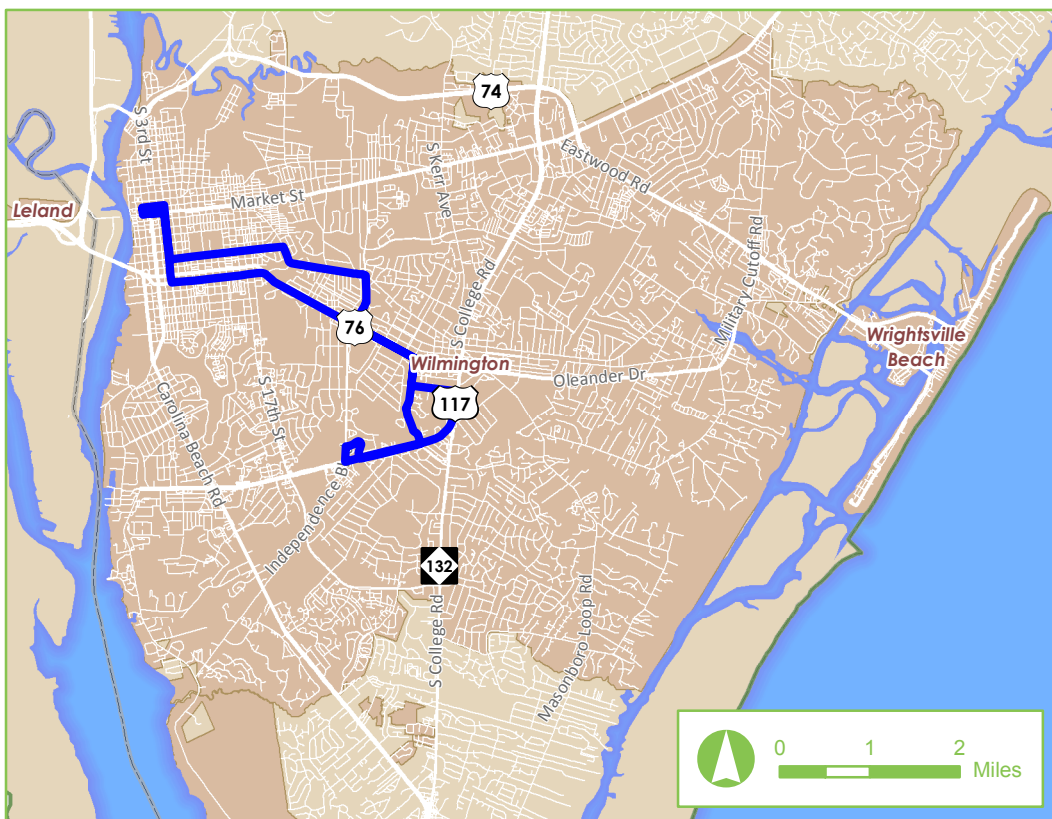 74
S 3rd St
S Kerr Ave
Eastwood Rd
Market St
Leland
Military Cutoff Rd
S College Rd
76
Wrightsville
Beach
Wilmington
Oleander Dr
117
S 17th St
Carolina Beach Rd
Independence Bl
132
S College Rd
Masonboro Loop Rd
0 1 2
Miles